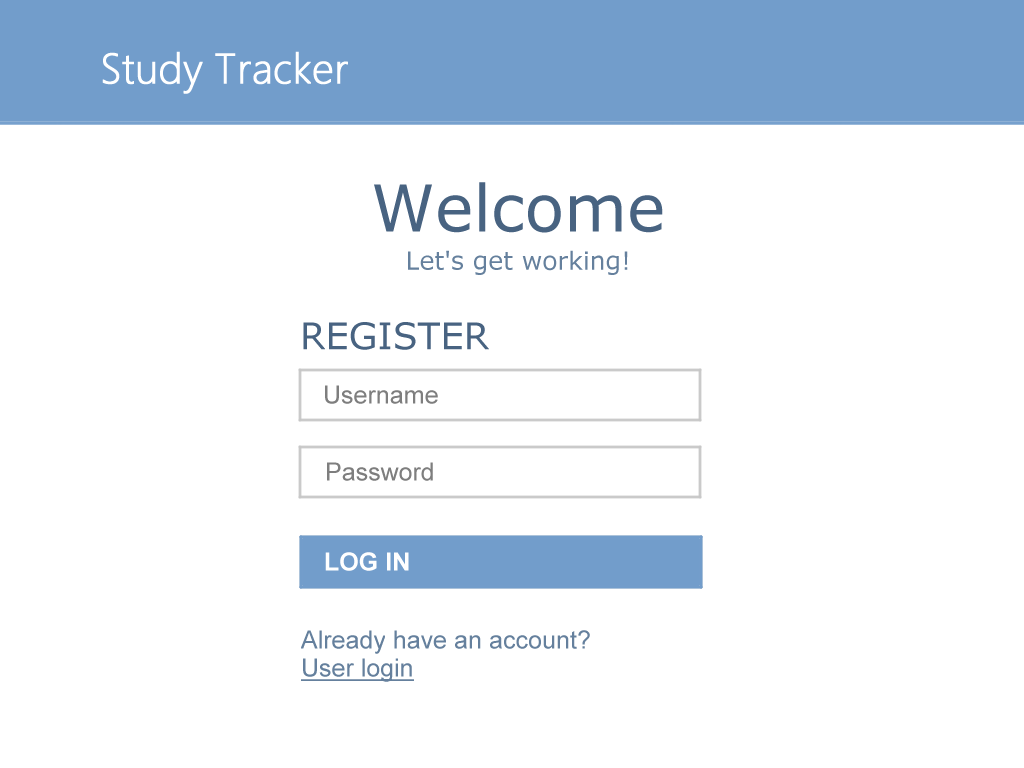 Study Tracker
Welcome
Let's get working!
REGISTER
Username
Password
LOG IN
Already have an account?
User login